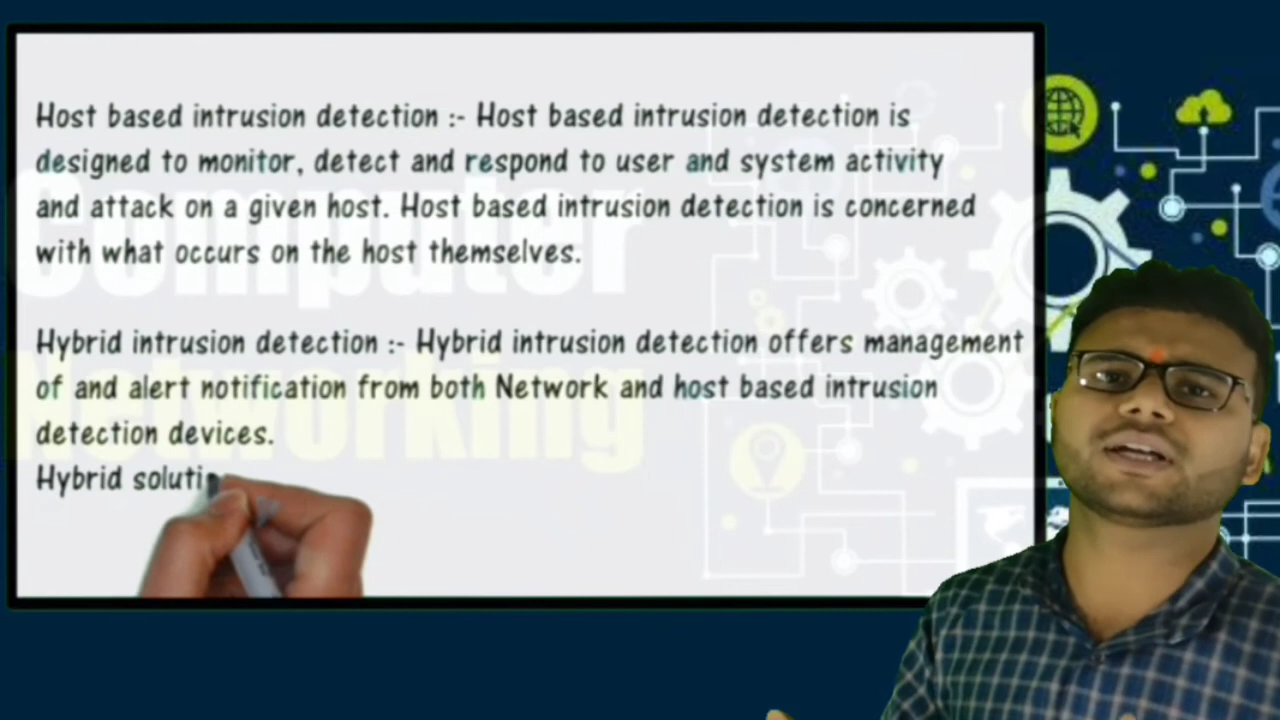 Host based intrusion detection :- Host based intrusion detection is
designed to monitor, detect and respond to user and system activity
and attack on a given host. Host based intrusion detection is concerned
with what occurs on the host themselves.
Hybrid intrusion detection :- Hybrid intrusion detection offers management
of and alert notification from both Network and host based intrusion
detection devices.
Hybrid soluti
Computer
Networking